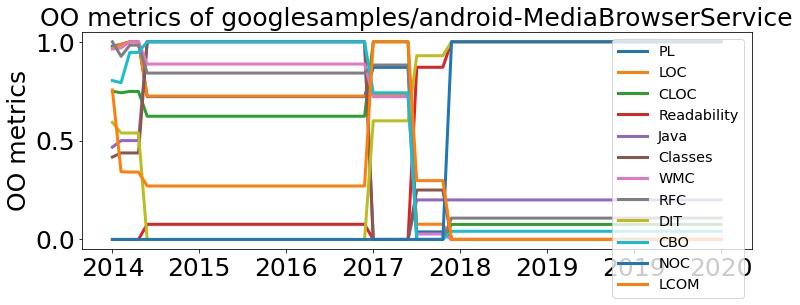 OO metrics of googlesamples/android-MediaBrowserService
OO metrics
1.0
0.5
0.0
2014
2015
2016
2017
2018
2019
2019
2020
PL
LOC
CLOC
Readability
Java
Classes
WMC
RFC
DIT
CBO
NOC
LCOM